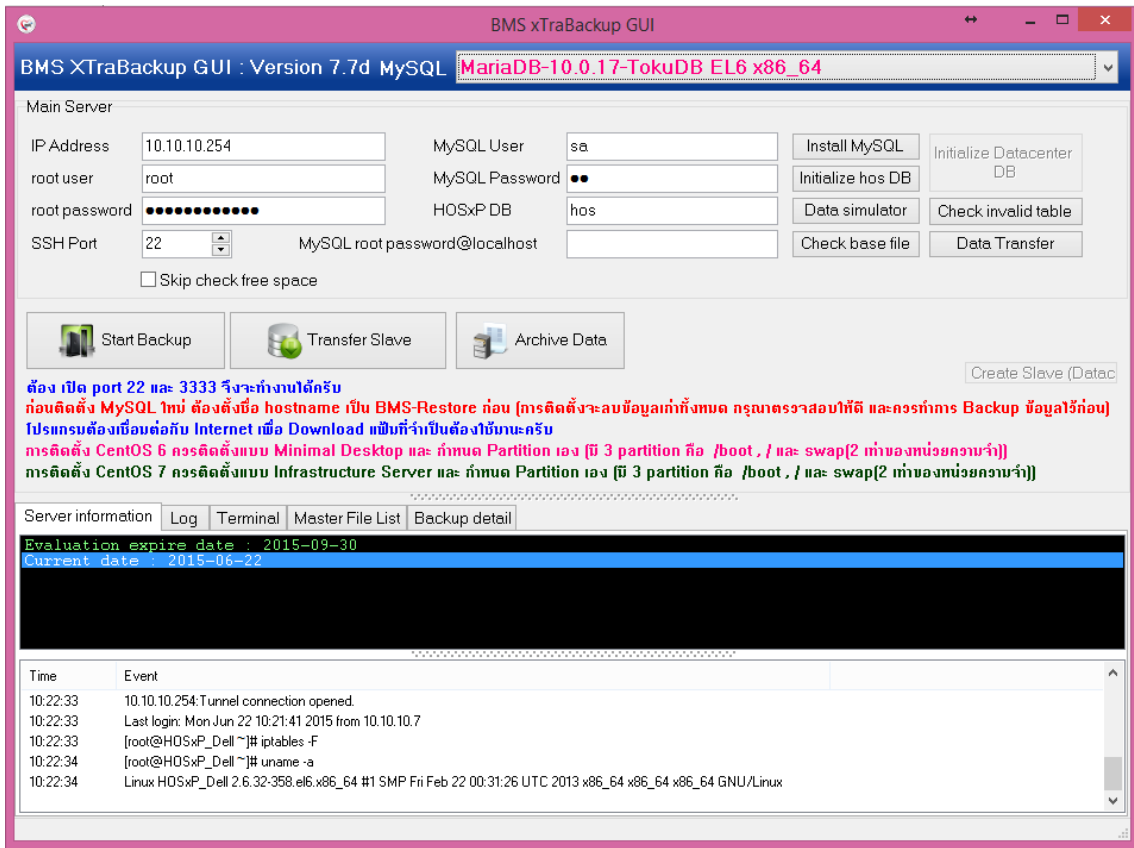 BMS xTraBackup GUI
BMS XTraBackup GUI : Version 7.7d MySQL MariaDB-10.0.17-TokuDB EL6 x86_64
Main Server
IP Address 10.10.10.254 MySQL User sa Install MySQL Initialize Datacenter DB
root user root MySQL Password ●● Initialize hos DB
root password ●●●●●●●●●●●● HOSxP DB hos Data simulator Check invalid table
SSH Port 22 MySQL root password@localhost Check base file Data Transfer
Skip check free space
Start Backup Transfer Slave Archive Data
Create Slave (Datac
ต้อง เปิด port 22 และ 3333 จึงจะทำงานได้ครับ
ก่อนติดตั้ง MySQL ใหม่ ต้องตั้งชื่อ hostname เป็น BMS-Restore ก่อน (การติดตั้งจะลบข้อมูลเก่าทั้งหมด กรุณาตรวจสอบให้ดี และควรทำการ Backup ข้อมูลไว้ก่อน)
โปรแกรมต้องเชื่อมต่อกับ Internet เพื่อ Download แฟ้มที่จำเป็นต้องใช้มานะครับ
การติดตั้ง CentOS 6 ควรติดตั้งแบบ Minimal Desktop และ กำหนด Partition เอง (มี 3 partition คือ /boot , / และ swap(2 เท่าของหน่วยความจำ))
การติดตั้ง CentOS 7 ควรติดตั้งแบบ Infrastructure Server และ กำหนด Partition เอง (มี 3 partition คือ /boot , / และ swap(2 เท่าของหน่วยความจำ))
Server information Log Terminal Master File List Backup detail
Evaluation expire date : 2015-09-30
Current date : 2015-06-22
Time Event
10:22:33 10.10.10.254:Tunnel connection opened.
10:22:33 Last login: Mon Jun 22 10:21:41 2015 from 10.10.10.7
10:22:33 [root@HOSxP_Dell ~]# iptables -F
10:22:34 [root@HOSxP_Dell ~]# uname -a
10:22:34 Linux HOSxP_Dell 2.6.32-358.el6.x86_64 #1 SMP Fri Feb 22 00:31:26 UTC 2013 x86_64 x86_64 x86_64 GNU/Linux